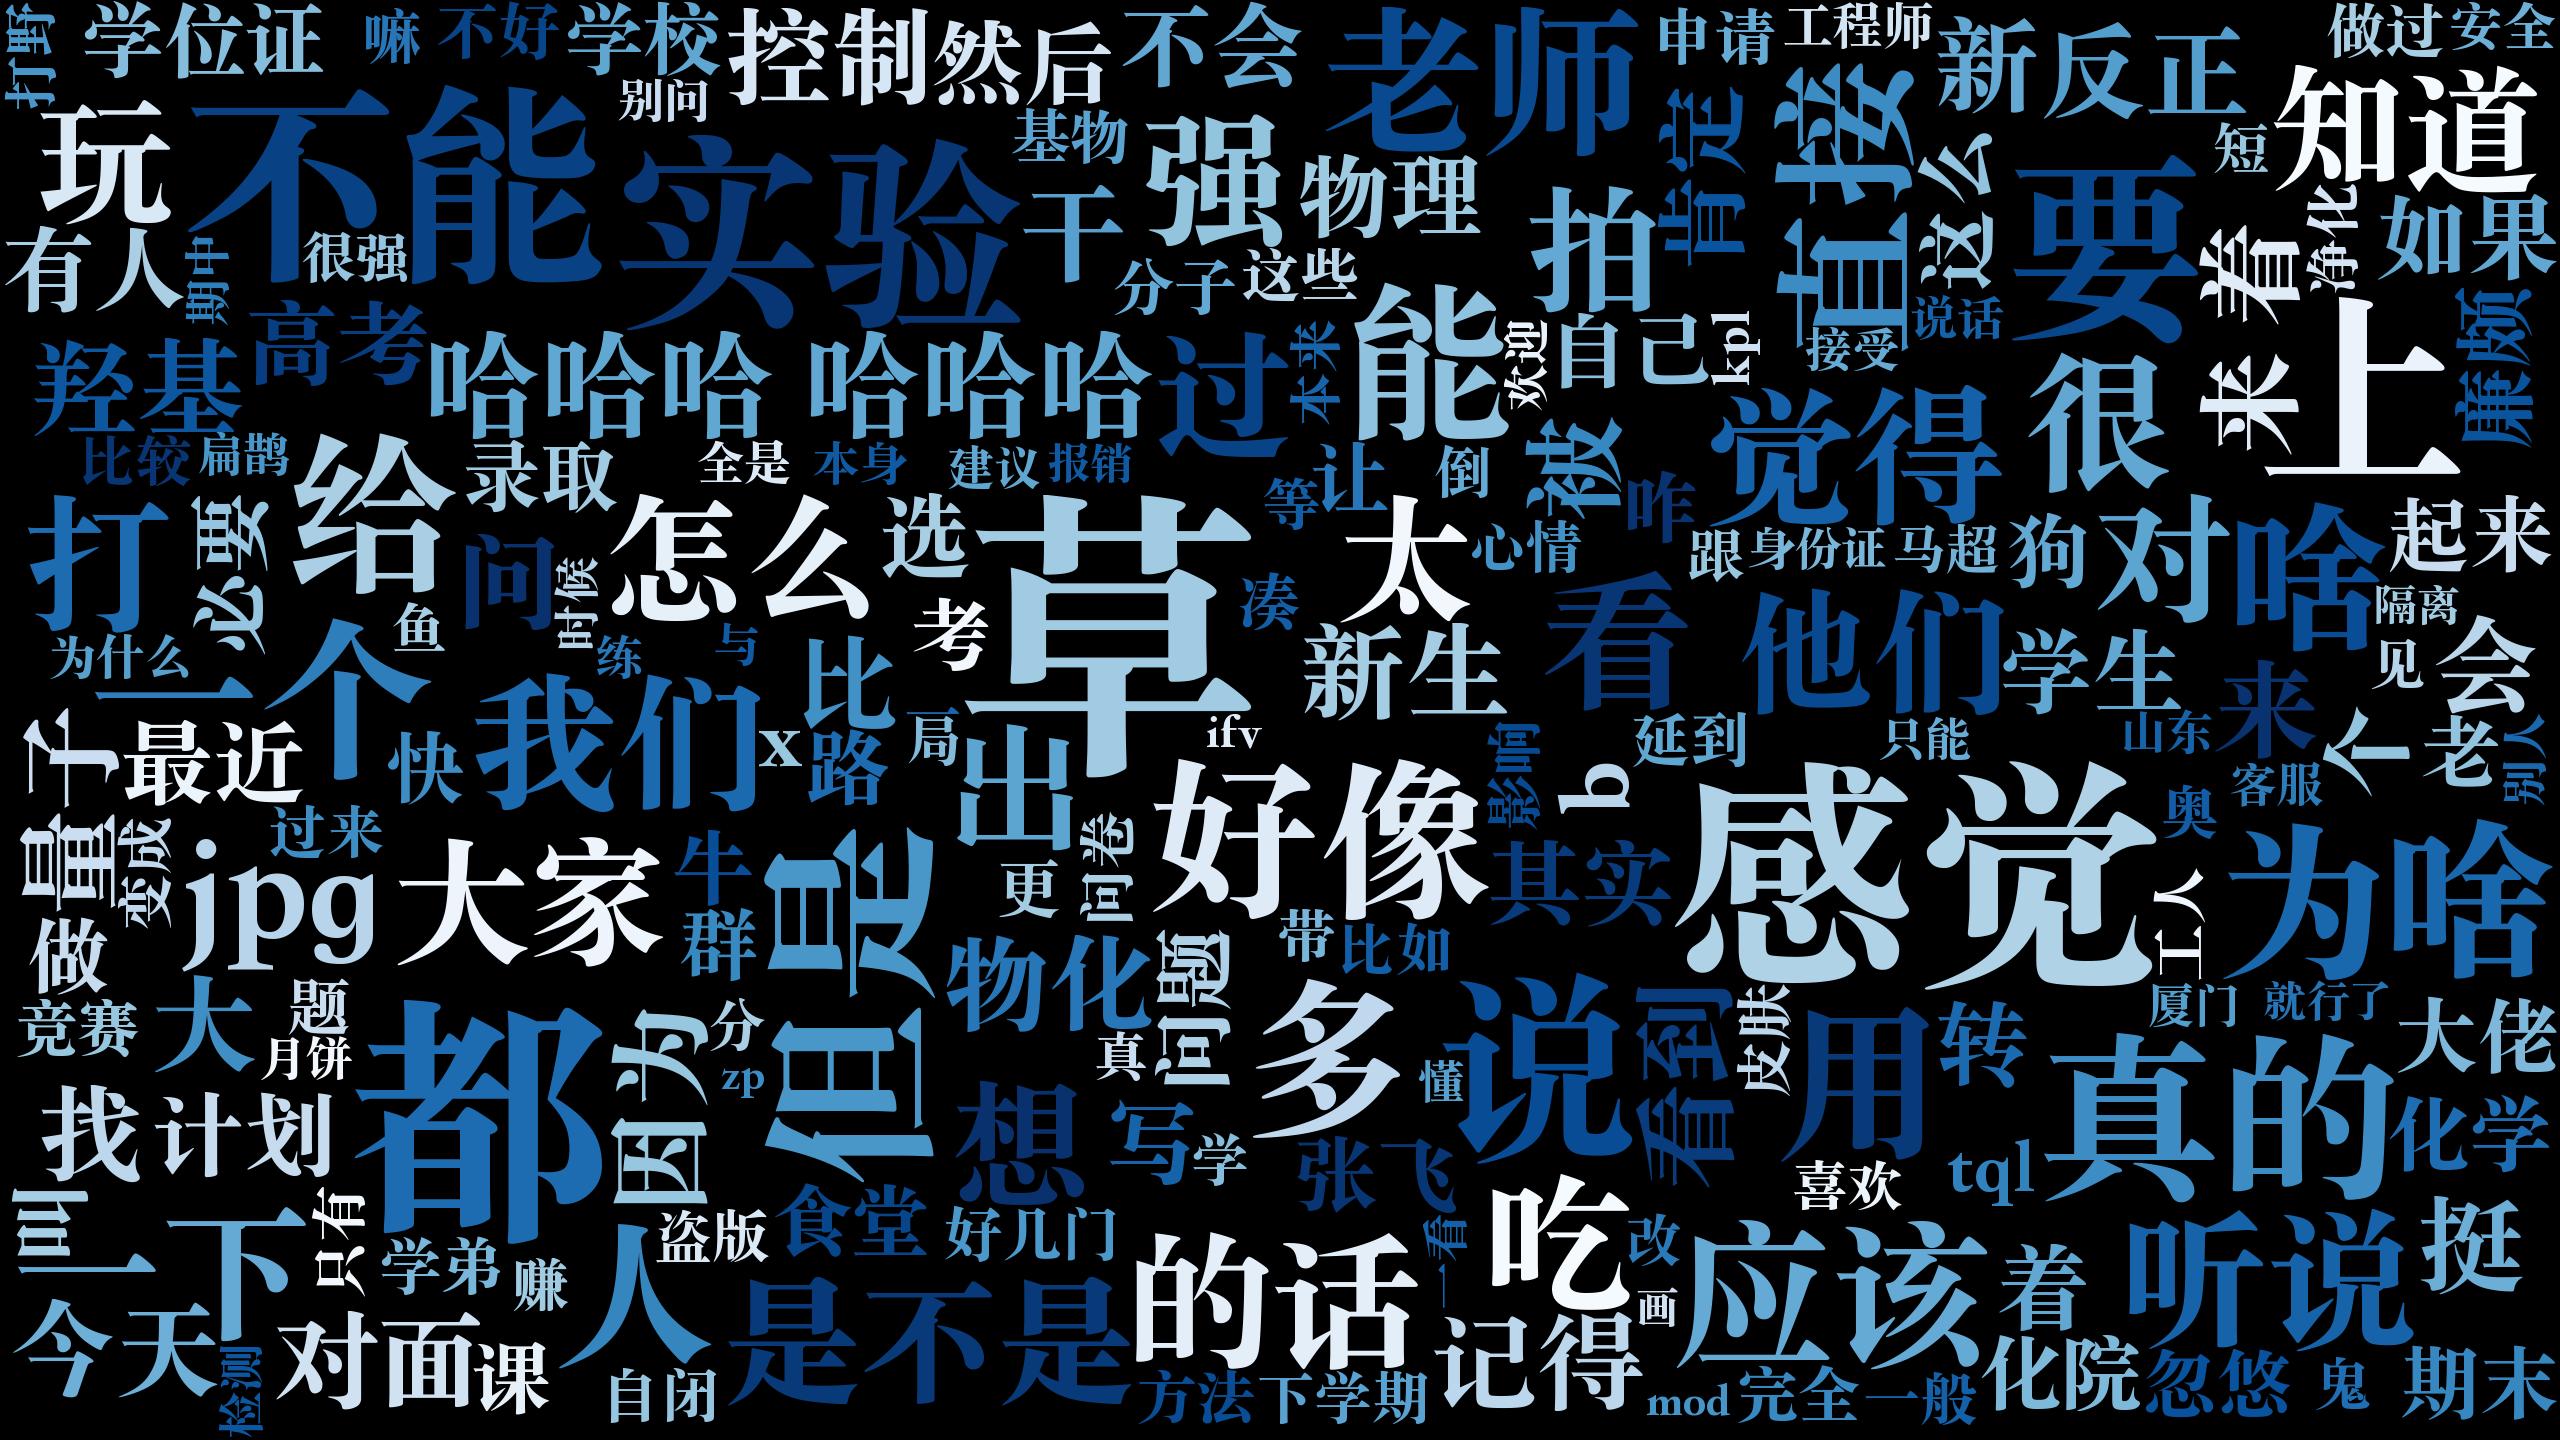 打野
学位证
嘛
不好
学校
控制
然后
不会
老师
申请
工程师
新
反正
做过
安全
别问
玩
不能
实验
基物
强
物理
干
肯定
直接
这么
短
知道
净化
如果
有人
期中
很强
分子
这些
拍
要
看来
上
说话
接受
廉颇
羟基
高考
哈哈哈
哈哈哈
过
本来
能
欢迎
自己
kpl
觉得
很
比较
扁鹊
给
录取
全是
本身
建议
报销
等
让
倒
被
咋
打
必要
问
时候
怎么
选
草
凑
太
心情
跟
身份证
马超
狗
对
啥
起来
隔离
鱼
考
看
他们
学生
见
会
为什么
一个
练
与
比
新生
来
量子
最近
快
我们
x
路
局
ifv
出
影响
延到
只能
山东
个
老
别人
过来
变成
jpg
大家
牛
群
但是
更
问卷
好像
b
其实
感觉
奥
客服
工人
为啥
做
物化
问题
带
比如
竞赛
大
题
月饼
都
因为
分
zp
真
多
懂
说
看到
皮肤
用
转
厦门
就行了
大佬
真的
化学
找
计划
想
写
学
张飞
喜欢
tql
叫
一下
只有
学弟
赚
人
盗版
食堂
好几门
的话
一看
吃
改
画
应该
着
听说
挺
今天
检测
对面
课
自闭
是不是
方法
下学期
记得
mod
完全
一般
化院
忽悠
鬼
期末